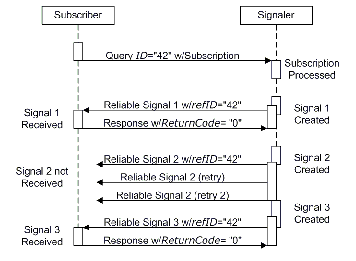 Subscriber
Signaler
Query ID="42" w/Subscription
Subscription
Processed
Signal 1
Received
Reliable Signal 1 w/refID="42"
Response w/ReturnCode= "0"
Signal 1
Created
Signal 2 not
Received
Reliable Signal 2 w/refID="42"
Reliable Signal 2 (retry)
Reliable Signal 2 (retry 2)
Signal 2
Created
Signal 3
Received
Reliable Signal 3 w/refID="42"
Response w/ReturnCode= "0"
Signal 3
Created